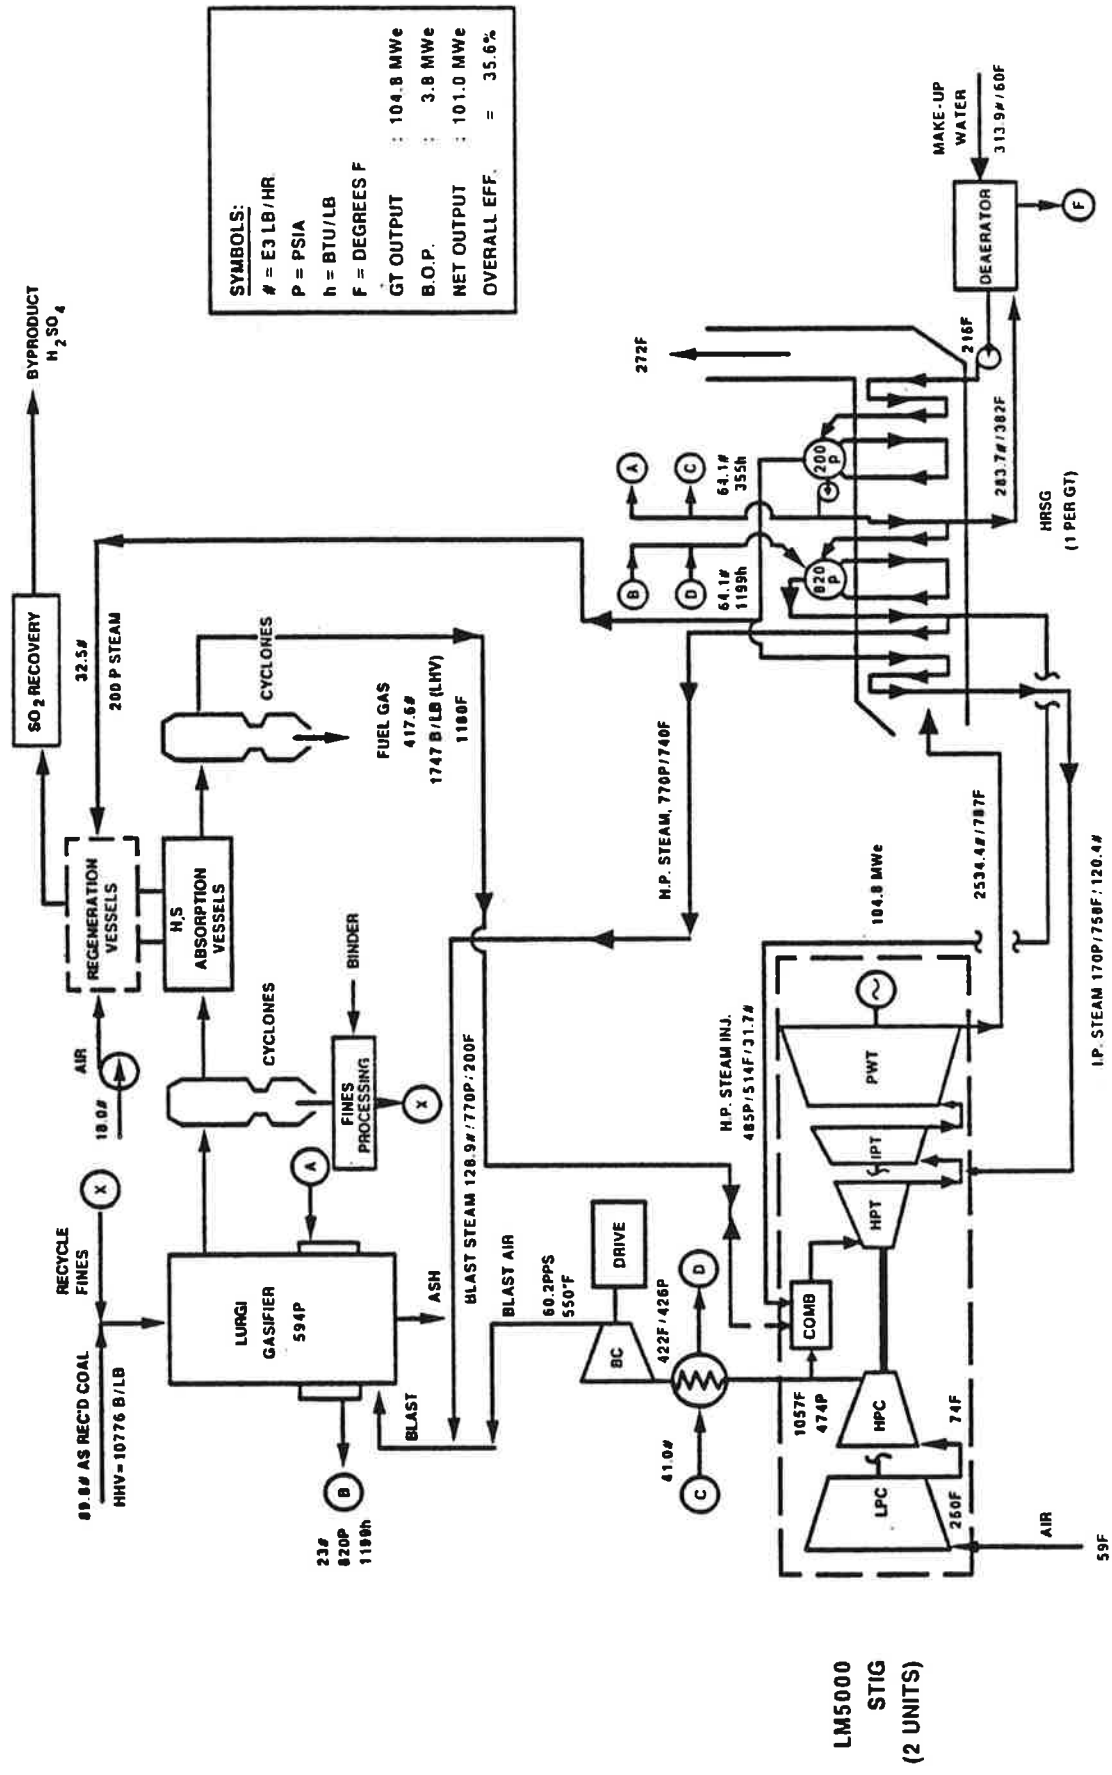 BYPRODUCT
H2SO4
SO2 RECOVERY
32.5#
200 P STEAM
REGENERATION
VESSELS
AIR
18.0#
H2S
ABSORPTION
VESSELS
CYCLONES
CYCLONES
FUEL GAS
417.6#
1747 B/LB (LHV)
1180F
BINDER
FINES
PROCESSING
X
X
RECYCLE
FINES
89.8# AS REC'D COAL
HHV=10776 B/LB
LURGI
GASIFIER
594P
A
B
23#
820P
1199h
ASH
BLAST
BLAST STEAM 128.9#/770P/200F
BLAST AIR
60.2PPS
550°F
DRIVE
BC
422F/426P
D
C
41.0#
SYMBOLS:
# = E3 LB/HR
P = PSIA
h = BTU/LB
F = DEGREES F
GT OUTPUT : 104.8 MWe
B.O.P. : 3.8 MWe
NET OUTPUT : 101.0 MWe
OVERALL EFF. = 35.6%
272F
A
C
64.1#
355h
B
D
64.1#
1199h
200
P
820
P
216F
DEAERATOR
MAKE-UP
WATER
313.9#/60F
F
283.7#/382F
HRSG
(1 PER GT)
H.P. STEAM, 770P/740F
2534.4#/787F
I.P. STEAM 170P/758F/120.4#
H.P. STEAM INJ.
485P/514F/31.7#
104.8 MWe
COMB
1057F
474P
LPC
HPC
HPT
IPT
PWT
260F
74F
AIR
59F
LM5000
STIG
(2 UNITS)